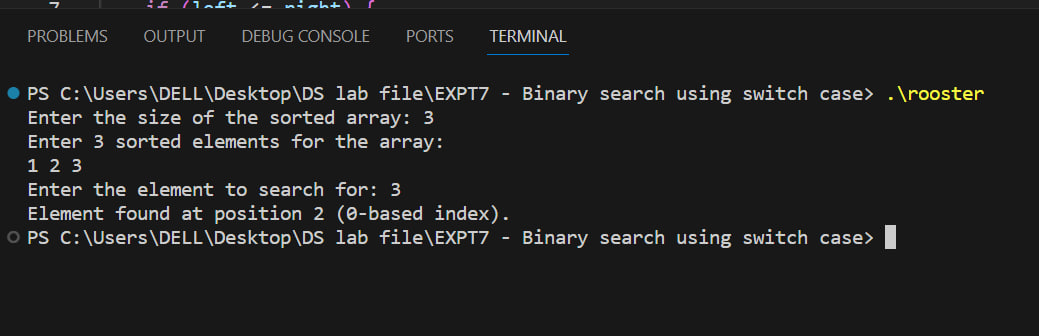 7 if (left <= right) {
PROBLEMS OUTPUT DEBUG CONSOLE PORTS TERMINAL
PS C:\Users\DELL\Desktop\DS lab file\EXPT7 - Binary search using switch case> .\rooster
Enter the size of the sorted array: 3
Enter 3 sorted elements for the array:
1 2 3
Enter the element to search for: 3
Element found at position 2 (0-based index).
PS C:\Users\DELL\Desktop\DS lab file\EXPT7 - Binary search using switch case>